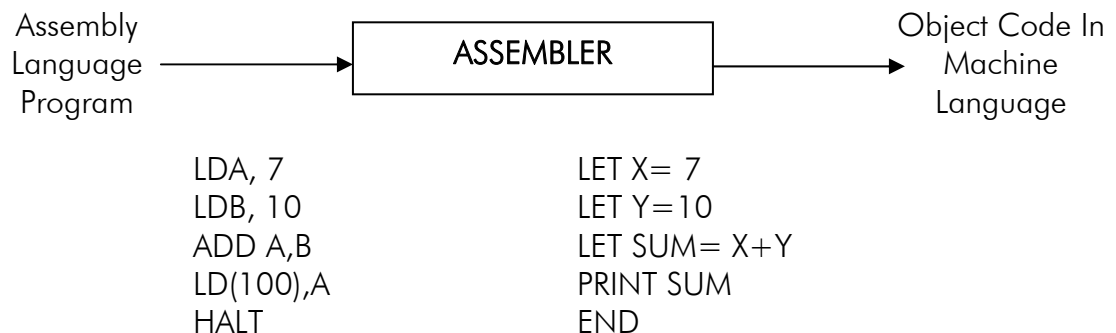 Assembly
Language
Program
ASSEMBLER
Object Code In
Machine
Language
LDA, 7
LDB, 10
ADD A,B
LD(100),A
HALT
LET X= 7
LET Y=10
LET SUM= X+Y
PRINT SUM
END